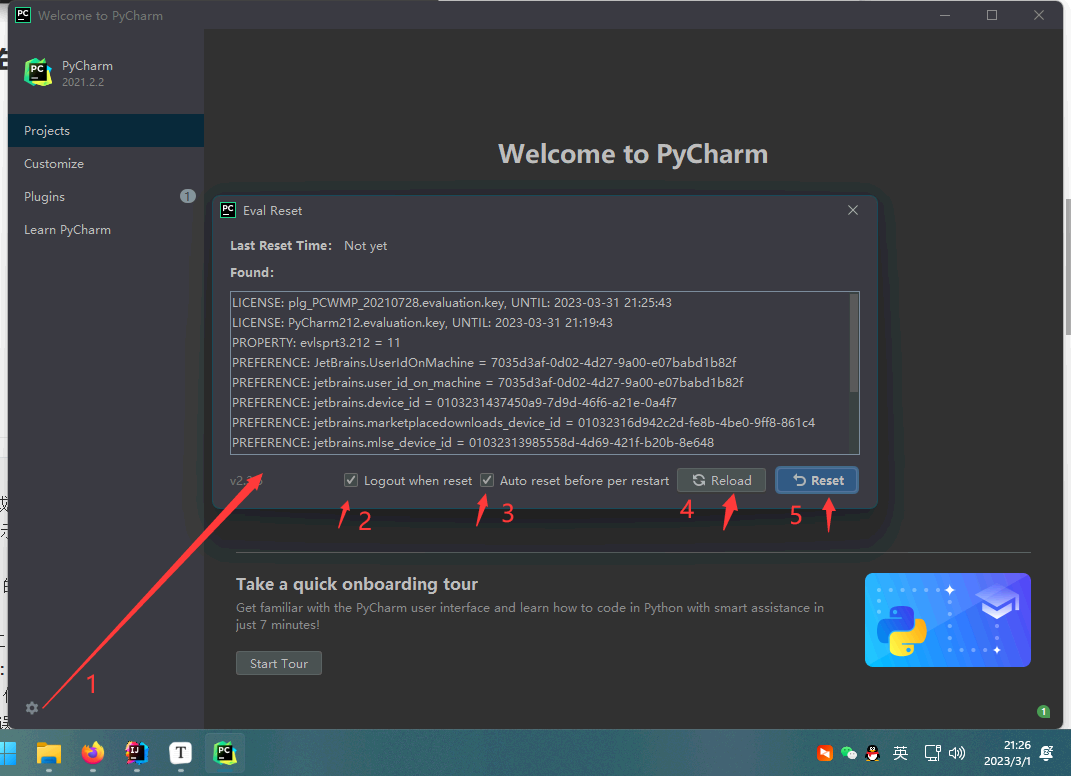 Welcome to PyCharm
PyCharm
2021.2.2
Projects
Customize
Plugins
1
Learn PyCharm
Welcome to PyCharm
Eval Reset
Last Reset Time: Not yet
Found:
LICENSE: plg_PCWMP_20210728.evaluation.key, UNTIL: 2023-03-31 21:25:43
LICENSE: PyCharm212.evaluation.key, UNTIL: 2023-03-31 21:19:43
PROPERTY: evlsprt3.212 = 11
PREFERENCE: JetBrains.UserIdOnMachine = 7035d3af-0d02-4d27-9a00-e07babd1b82f
PREFERENCE: jetbrains.user_id_on_machine = 7035d3af-0d02-4d27-9a00-e07babd1b82f
PREFERENCE: jetbrains.device_id = 0103231437450a9-7d9d-46f6-a21e-0a4f7
PREFERENCE: jetbrains.marketplacedownloads_device_id = 01032316d942c2d-fe8b-4be0-9ff8-861c4
PREFERENCE: jetbrains.mlse_device_id = 01032313985558d-4d69-421f-b20b-8e648
Logout when reset Auto reset before per restart Reload Reset
2 3 4 5
Take a quick onboarding tour
Get familiar with the PyCharm user interface and learn how to code in Python with smart assistance in
just 7 minutes!
Start Tour
1
1
英
21:26
2023/3/1